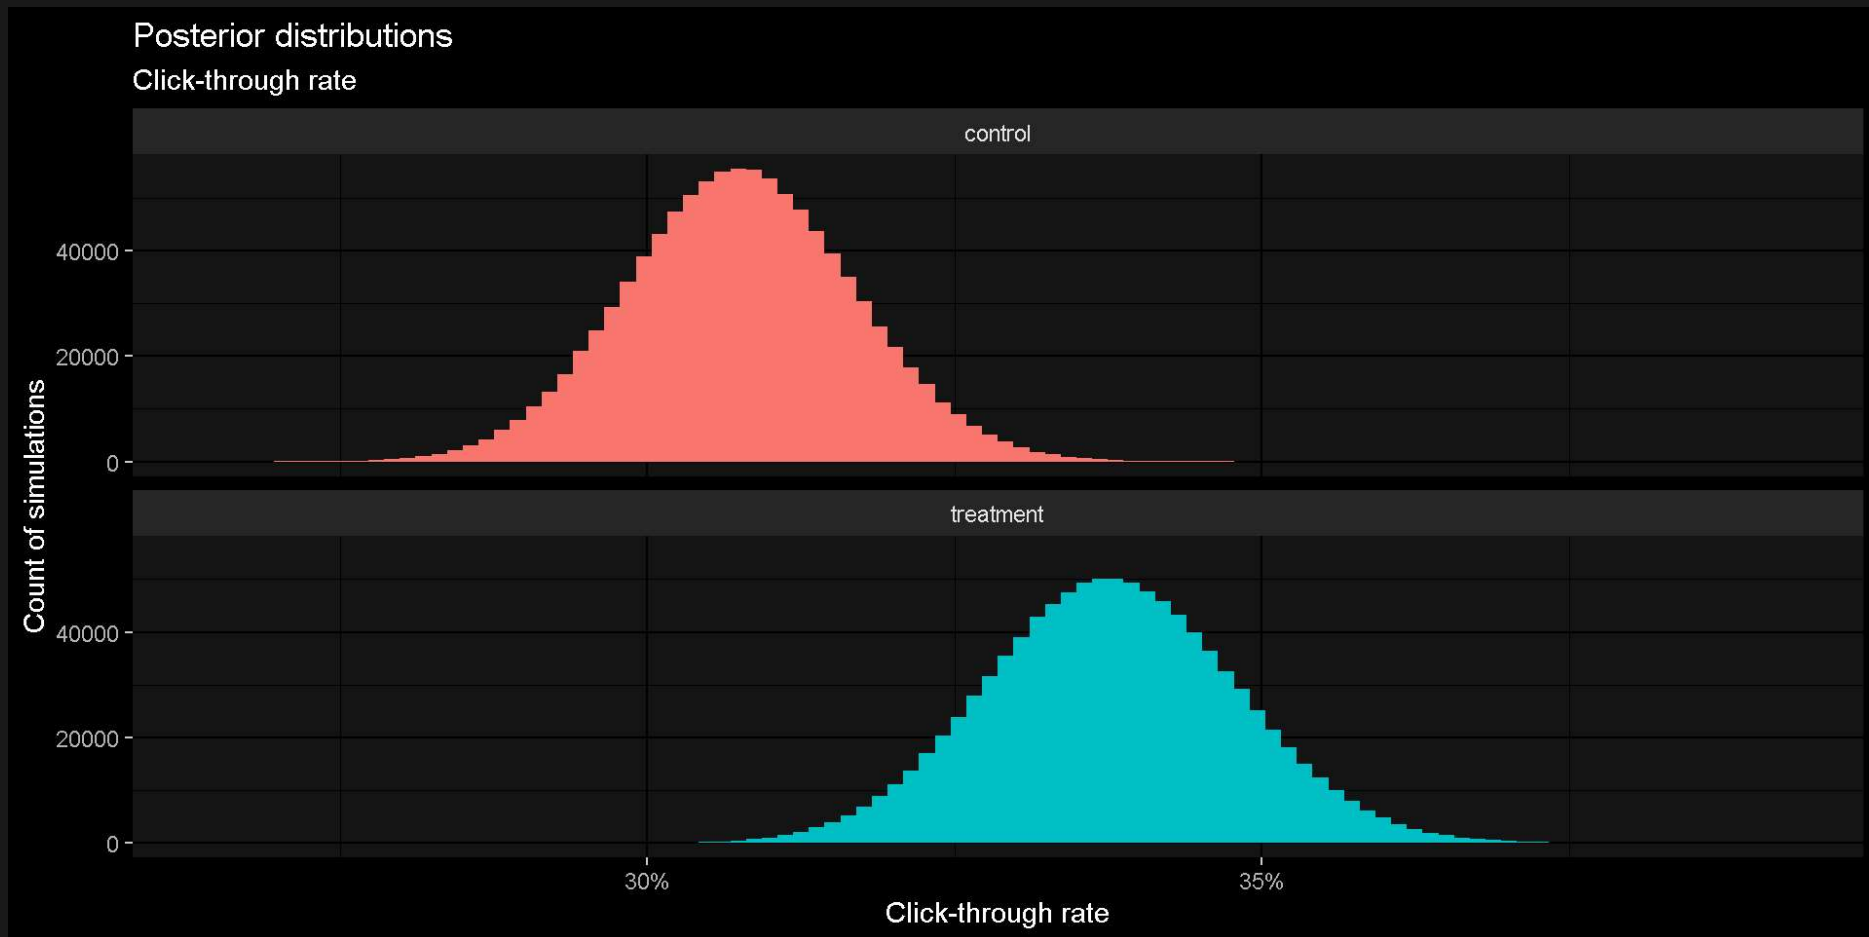 Posterior distributions
Click-through rate
control
40000
20000
0
treatment
40000
20000
0
Count of simulations
30%
35%
Click-through rate